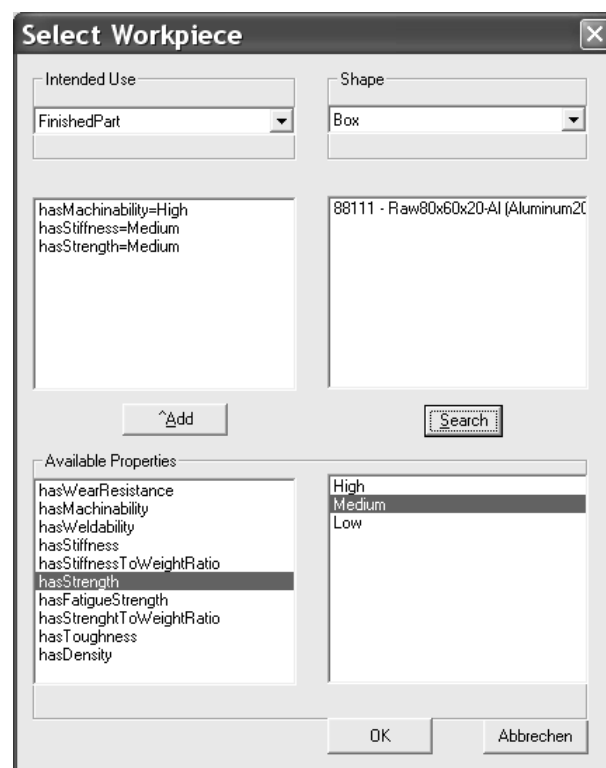 Select Workpiece
Intended Use
Shape
FinishedPart
Box
hasMachinability=High
hasStiffness=Medium
hasStrength=Medium
88111 - Raw80x60x20-Al (Aluminum20
^Add
Search
Available Properties
hasWearResistance
hasMachinability
hasWeldability
hasStiffness
hasStiffnessToWeightRatio
hasStrength
hasFatigueStrength
hasStrenghtToWeightRatio
hasToughness
hasDensity
High
Medium
Low
OK
Abbrechen